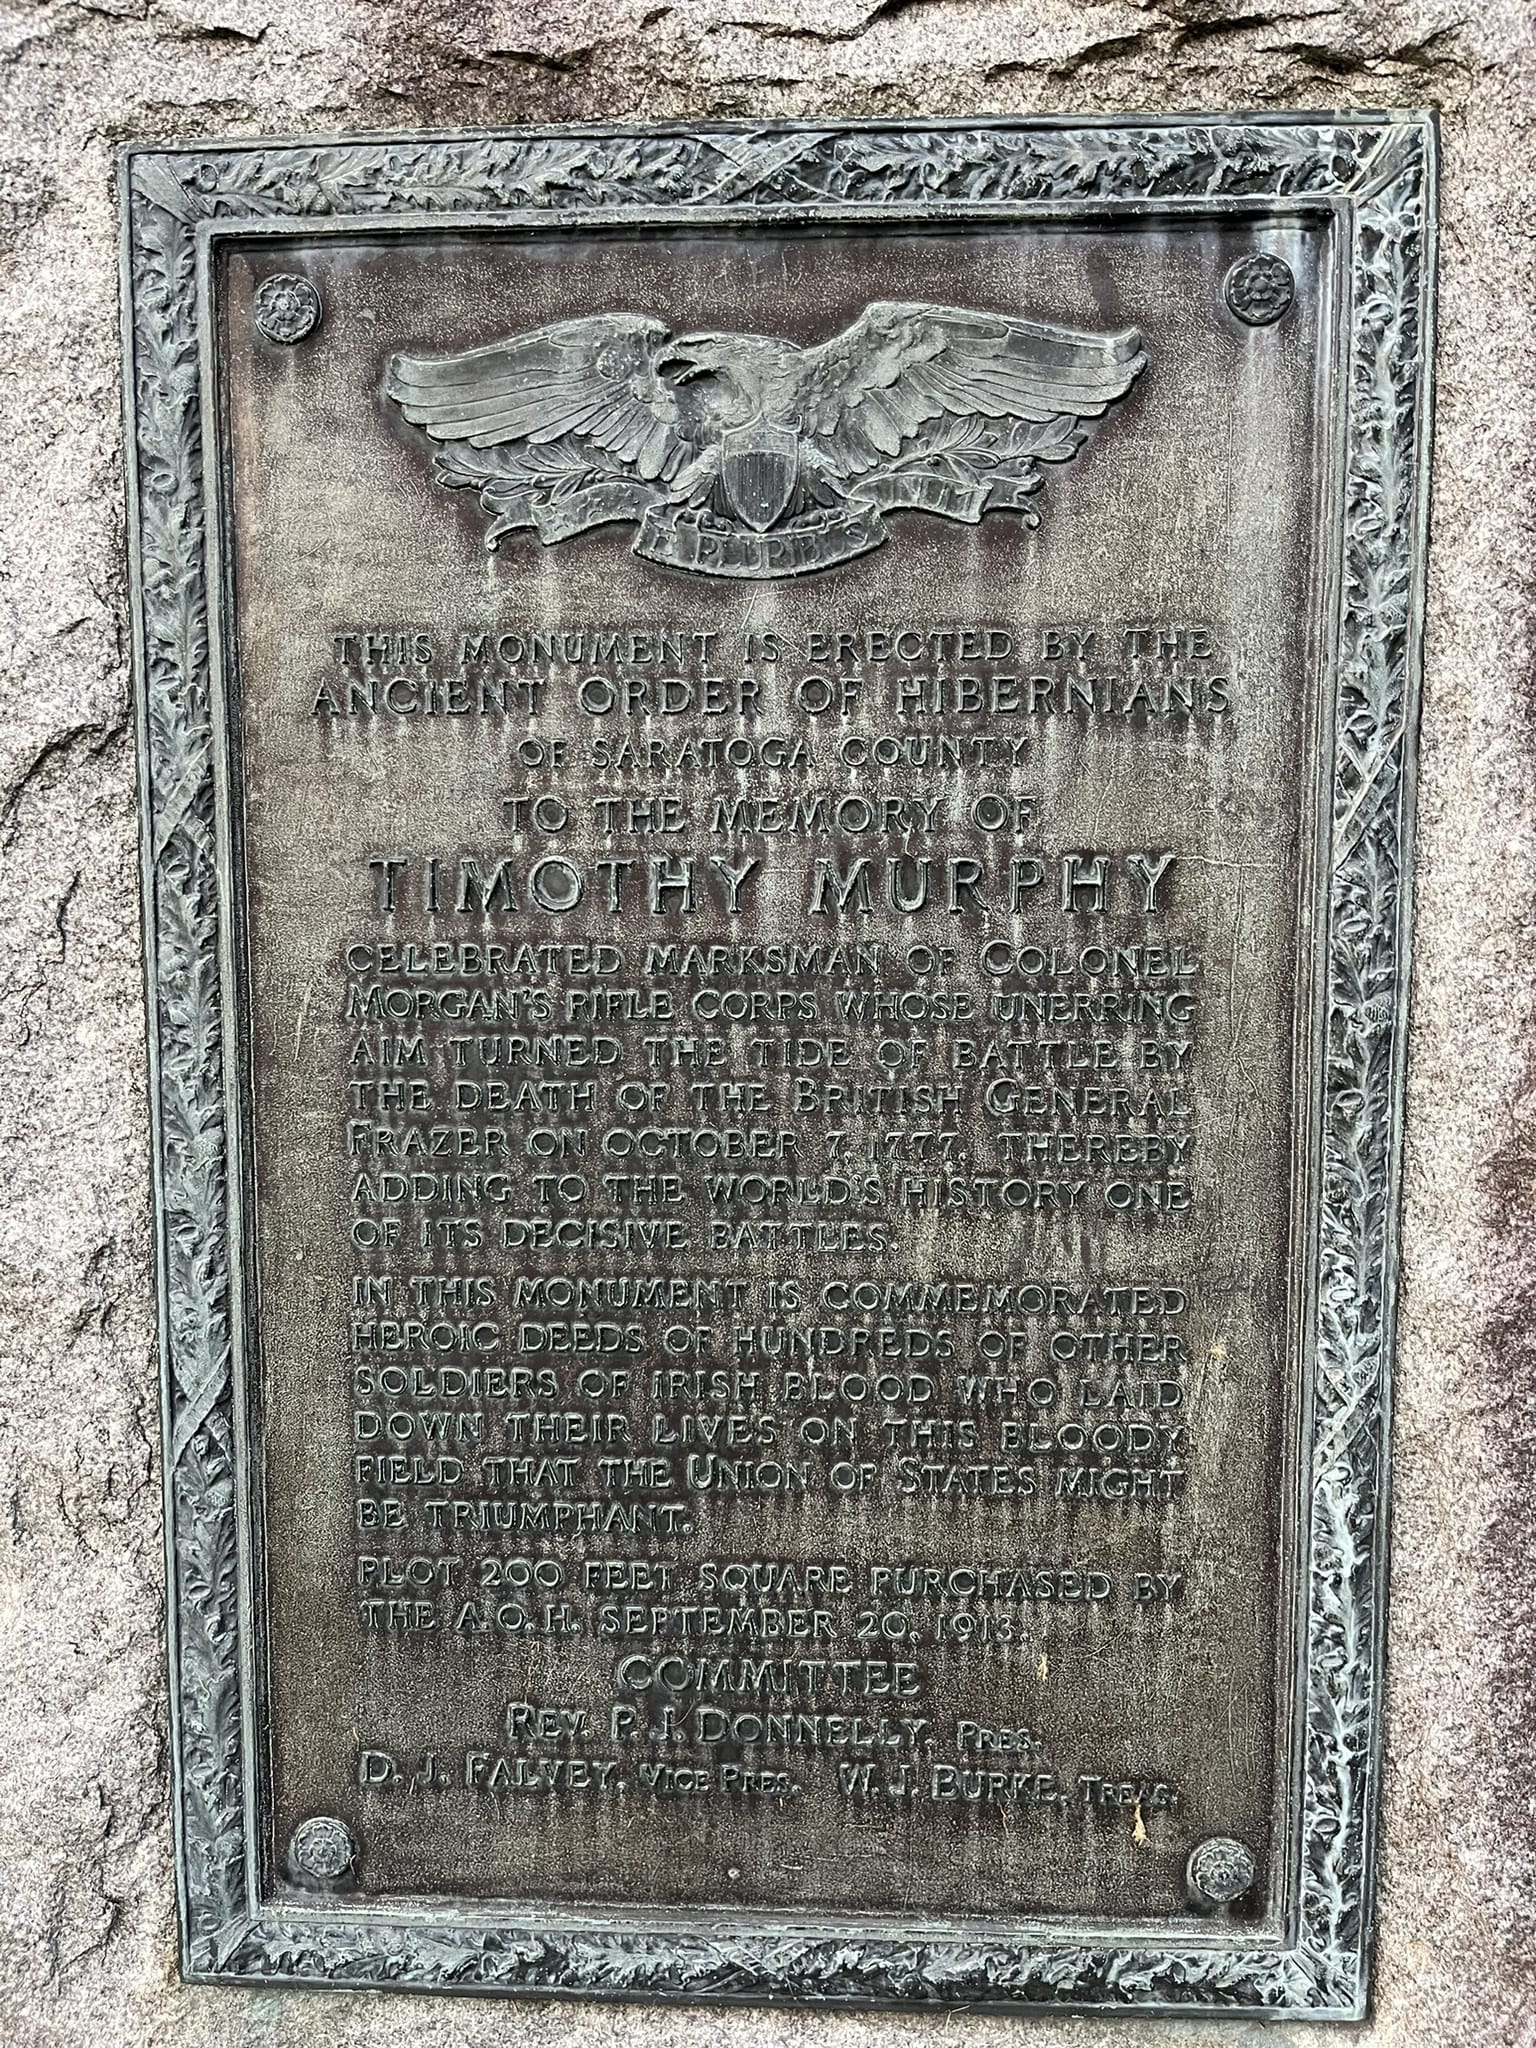 E PLURIBUS
THIS MONUMENT IS ERECTED BY THE
ANCIENT ORDER OF HIBERNIANS
OF SARATOGA COUNTY
TO THE MEMORY OF
TIMOTHY MURPHY
CELEBRATED MARKSMAN OF COLONEL
MORGAN'S RIFLE CORPS WHOSE UNERRING
AIM TURNED THE TIDE OF BATTLE BY
THE DEATH OF THE BRITISH GENERAL
FRAZER ON OCTOBER 7, 1777. THEREBY
ADDING TO THE WORLD'S HISTORY ONE
OF ITS DECISIVE BATTLES.
IN THIS MONUMENT IS COMMEMORATED
HEROIC DEEDS OF HUNDREDS OF OTHER
SOLDIERS OF IRISH BLOOD WHO LAID
DOWN THEIR LIVES ON THIS BLOODY
FIELD THAT THE UNION OF STATES MIGHT
BE TRIUMPHANT.
PLOT 200 FEET SQUARE PURCHASED BY
THE A.O.H. SEPTEMBER 20, 1913.
COMMITTEE
REV. P. J. DONNELLY, PRES.
D. J. FALVEY, VICE PRES. W. J. BURKE, TREAS.